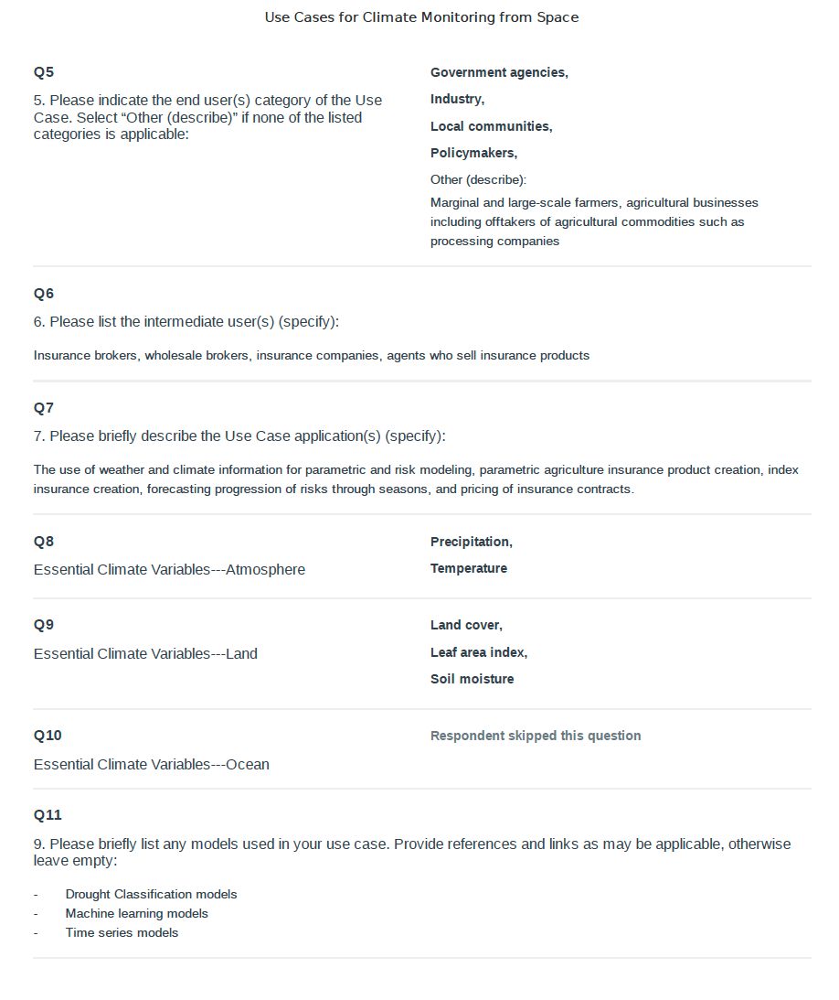 Use Cases for Climate Monitoring from Space
Q5
5. Please indicate the end user(s) category of the Use
Case. Select “Other (describe)” if none of the listed
categories is applicable:
Government agencies,
Industry,
Local communities,
Policymakers,
Other (describe):
Marginal and large-scale farmers, agricultural businesses
including offtakers of agricultural commodities such as
processing companies
Q6
6. Please list the intermediate user(s) (specify):
Insurance brokers, wholesale brokers, insurance companies, agents who sell insurance products
Q7
7. Please briefly describe the Use Case application(s) (specify):
The use of weather and climate information for parametric and risk modeling, parametric agriculture insurance product creation, index
insurance creation, forecasting progression of risks through seasons, and pricing of insurance contracts.
Q8
Essential Climate Variables---Atmosphere
Precipitation,
Temperature
Q9
Essential Climate Variables---Land
Land cover,
Leaf area index,
Soil moisture
Q10
Essential Climate Variables---Ocean
Respondent skipped this question
Q11
9. Please briefly list any models used in your use case. Provide references and links as may be applicable, otherwise
leave empty:
- Drought Classification models
- Machine learning models
- Time series models